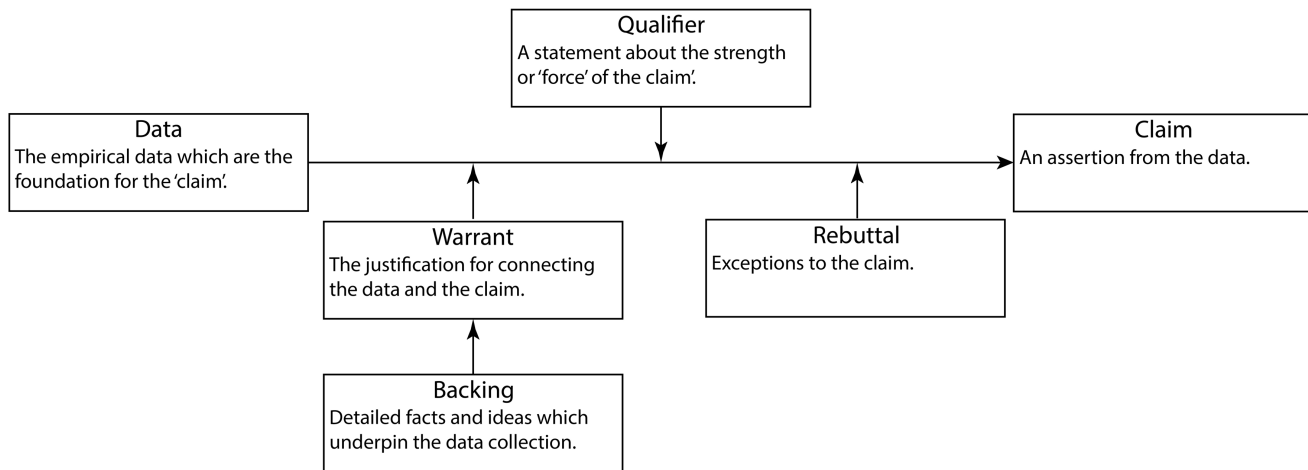 Qualifier
A statement about the strength
or ‘force’ of the claim’.
Data
The empirical data which are the
foundation for the ‘claim’.
Claim
An assertion from the data.
Warrant
The justification for connecting
the data and the claim.
Rebuttal
Exceptions to the claim.
Backing
Detailed facts and ideas which
underpin the data collection.